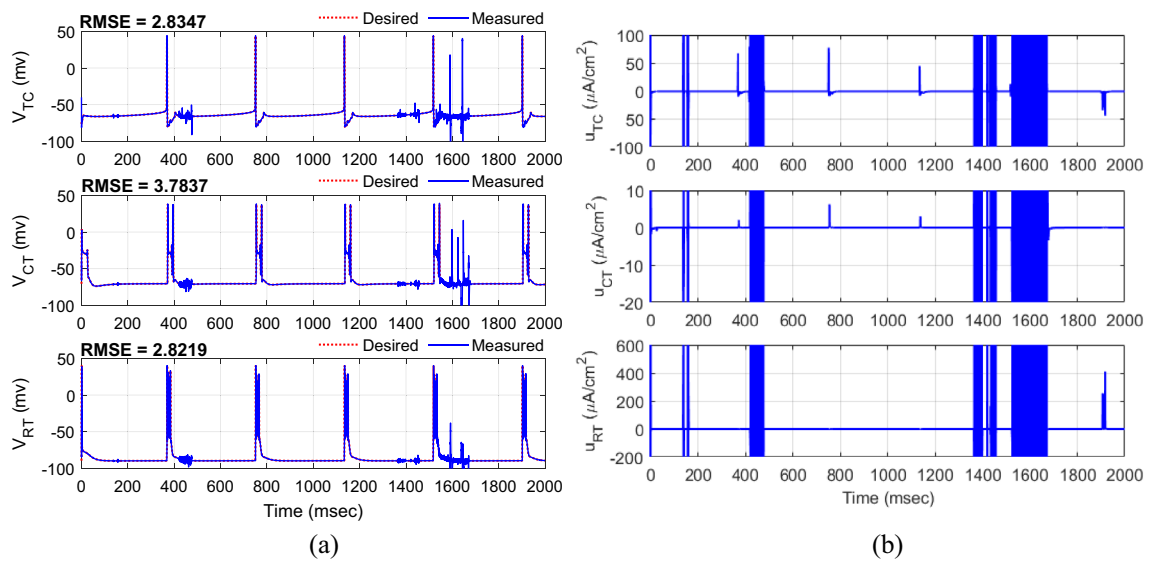 RMSE = 2.8347
Desired Measured
V_TC (mv)
50
0
-50
-100
0 200 400 600 800 1000 1200 1400 1600 1800 2000
RMSE = 3.7837
Desired Measured
V_CT (mv)
50
0
-50
-100
0 200 400 600 800 1000 1200 1400 1600 1800 2000
RMSE = 2.8219
Desired Measured
V_RT (mv)
50
0
-50
-100
0 200 400 600 800 1000 1200 1400 1600 1800 2000
Time (msec)
(a)
u_TC (μA/cm²)
100
50
0
50
-100
0 200 400 600 800 1000 1200 1400 1600 1800 2000
u_CT (μA/cm²)
10
0
-10
-20
0 200 400 600 800 1000 1200 1400 1600 1800 2000
u_RT (μA/cm²)
600
400
200
0
-200
0 200 400 600 800 1000 1200 1400 1600 1800 2000
Time (msec)
(b)